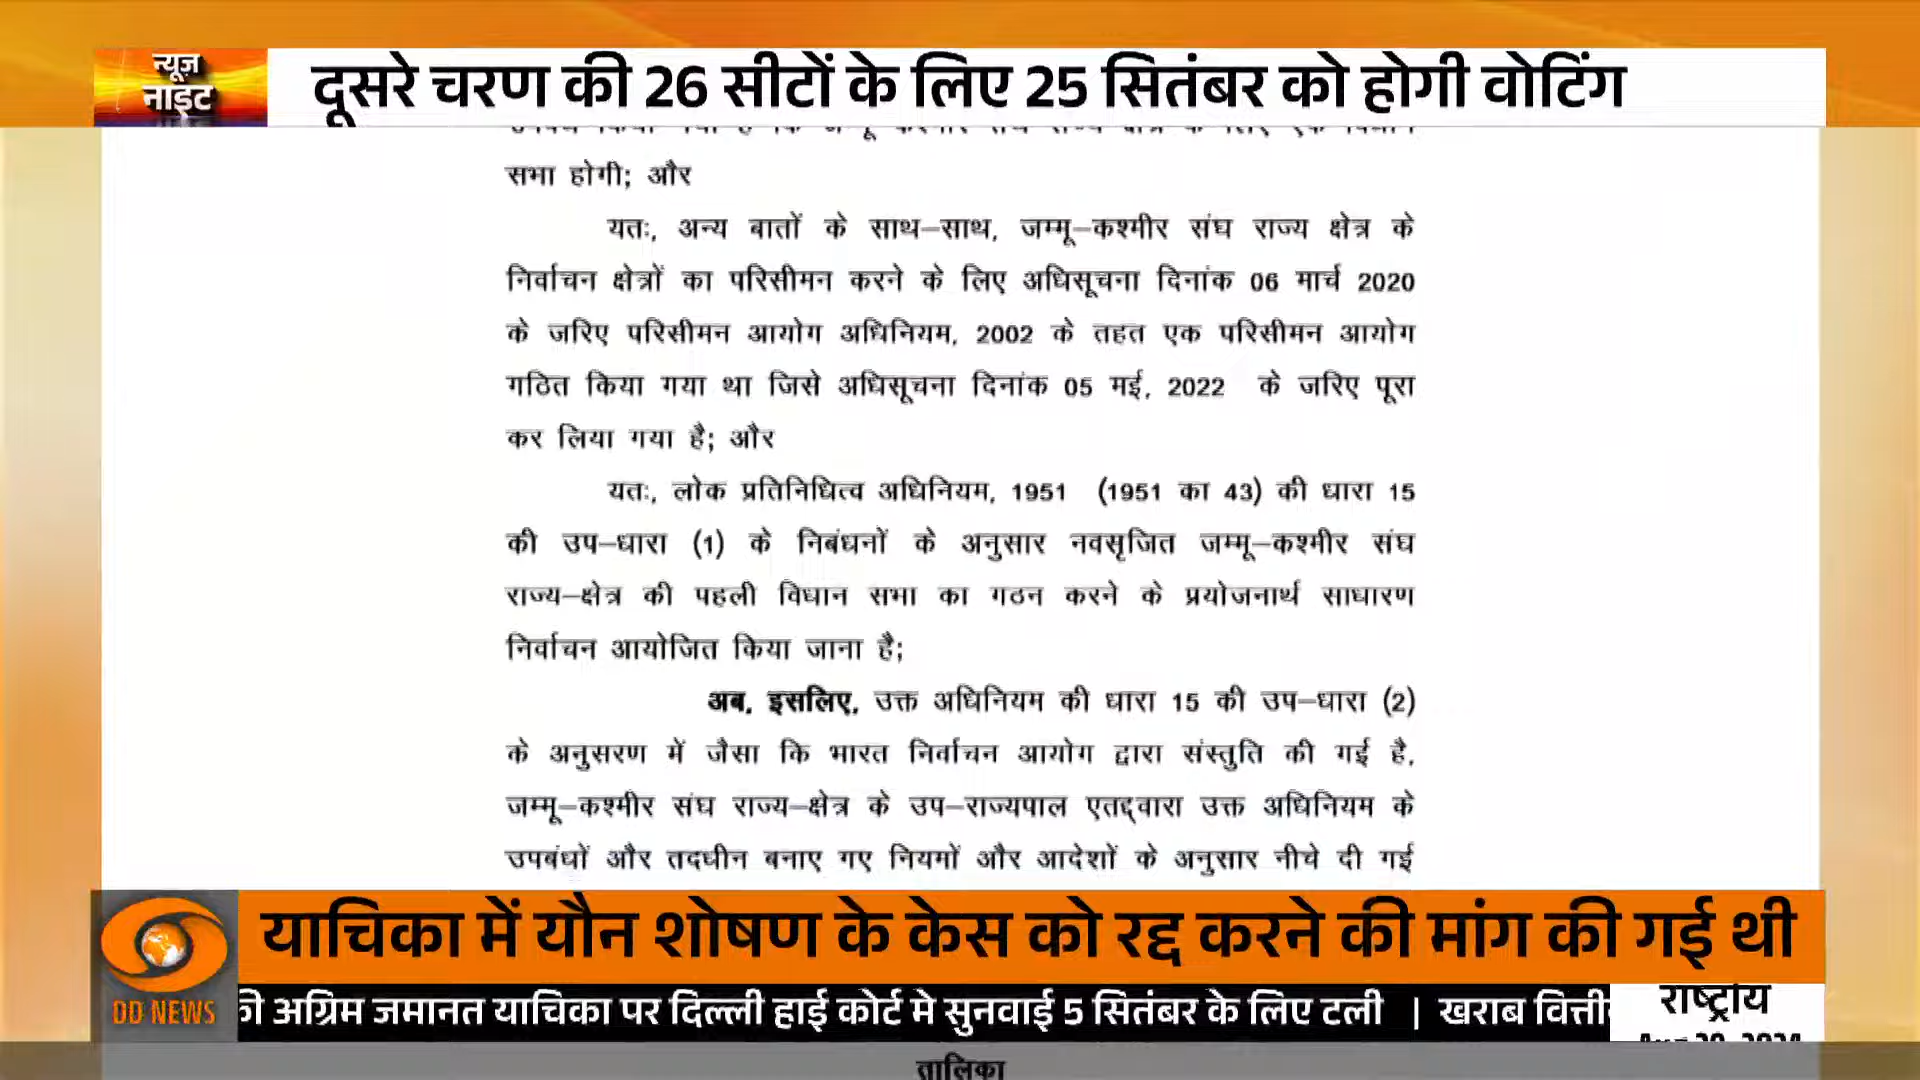 न्यूज़
नाइट
दूसरे चरण की 26 सीटों के लिए 25 सितंबर को होगी वोटिंग
सभा होगी; और
यतः, अन्य बातों के साथ–साथ, जम्मू–कश्मीर संघ राज्य क्षेत्र के
निर्वाचन क्षेत्रों का परिसीमन करने के लिए अधिसूचना दिनांक 06 मार्च 2020
के जरिए परिसीमन आयोग अधिनियम, 2002 के तहत एक परिसीमन आयोग
गठित किया गया था जिसे अधिसूचना दिनांक 05 मई, 2022 के जरिए पूरा
कर लिया गया है; और
यतः, लोक प्रतिनिधित्व अधिनियम, 1951 (1951 का 43) की धारा 15
की उप–धारा (1) के निबंधनों के अनुसार नवसृजित जम्मू–कश्मीर संघ
राज्य–क्षेत्र की पहली विधान सभा का गठन करने के प्रयोजनार्थ साधारण
निर्वाचन आयोजित किया जाना है;
अब, इसलिए, उक्त अधिनियम की धारा 15 की उप–धारा (2)
के अनुसरण में जैसा कि भारत निर्वाचन आयोग द्वारा संस्तुति की गई है,
जम्मू–कश्मीर संघ राज्य–क्षेत्र के उप–राज्यपाल एतद्द्वारा उक्त अधिनियम के
उपबंधों और तदधीन बनाए गए नियमों और आदेशों के अनुसार नीचे दी गई
याचिका में यौन शोषण के केस को रद्द करने की मांग की गई थी
DD NEWS
की अग्रिम जमानत याचिका पर दिल्ली हाई कोर्ट मे सुनवाई 5 सितंबर के लिए टली | खराब वित्ती
राष्ट्रीय
तालिका